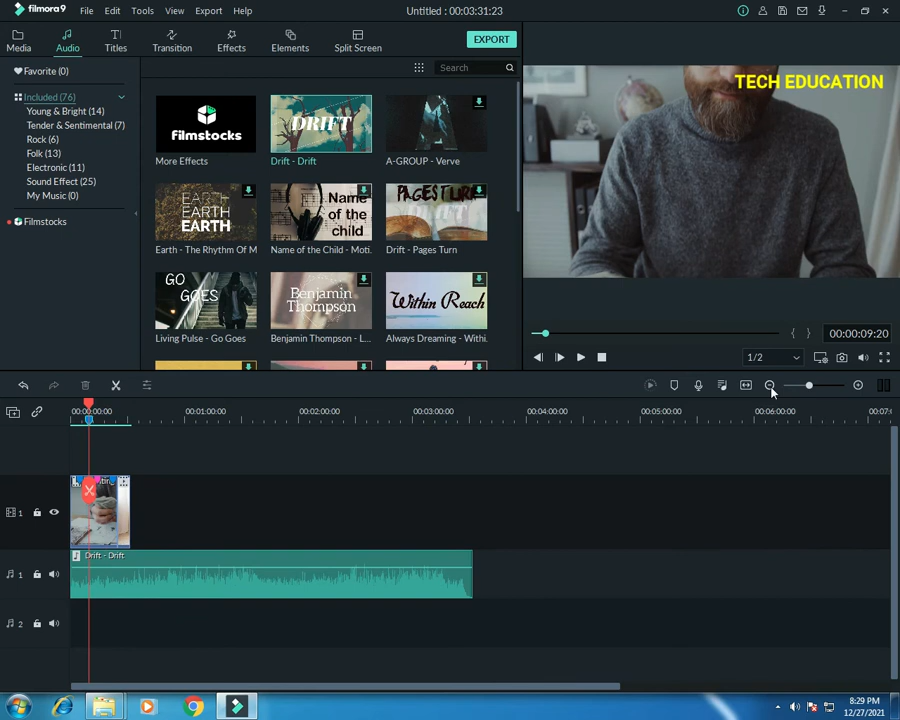 filmora 9 File Edit Tools View Export Help Untitled : 00:03:31:23
Media Audio Titles Transition Effects Elements Split Screen EXPORT
Favorite (0)
Search
Included (76)
Young & Bright (14)
Tender & Sentimental (7)
Rock (6)
Folk (13)
Electronic (11)
Sound Effect (25)
My Music (0)
Filmstocks
filmstocks
More Effects
DRIFT
Drift - Drift
A-GROUP - Verve
EARTH
EARTH
EARTH
Earth - The Rhythm Of M
Name
of the
child
Name of the Child - Moti.
PAGES TURN
Drift - Pages Turn
GO
GOES
Living Pulse - Go Goes
Benjamin
Thompson
Benjamin Thompson - L...
Within Reach
Always Dreaming - Withi.
TECH EDUCATION
00:00:09:20
1/2
00:00:00:00 00:01:00:00 00:02:00:00 00:03:00:00 00:04:00:00 00:05:00:00 00:06:00:00 00:07:0
1
Drift - Drift
1
2
8:29 PM
12/27/2021